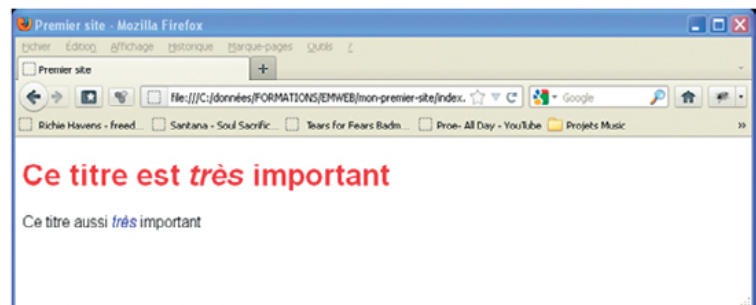 Premier site - Mozilla Firefox
Fichier Édition Affichage Historique Marque-pages Outils ?
Premier site +
file:///C:/données/FORMATIONS/EMWEB/mon-premier-site/index. Google
Richie Havens - freed... Santana - Soul Sacrific... Tears for Fears Badm... Proe- All Day - YouTube Projets Music »
Ce titre est très important
Ce titre aussi très important